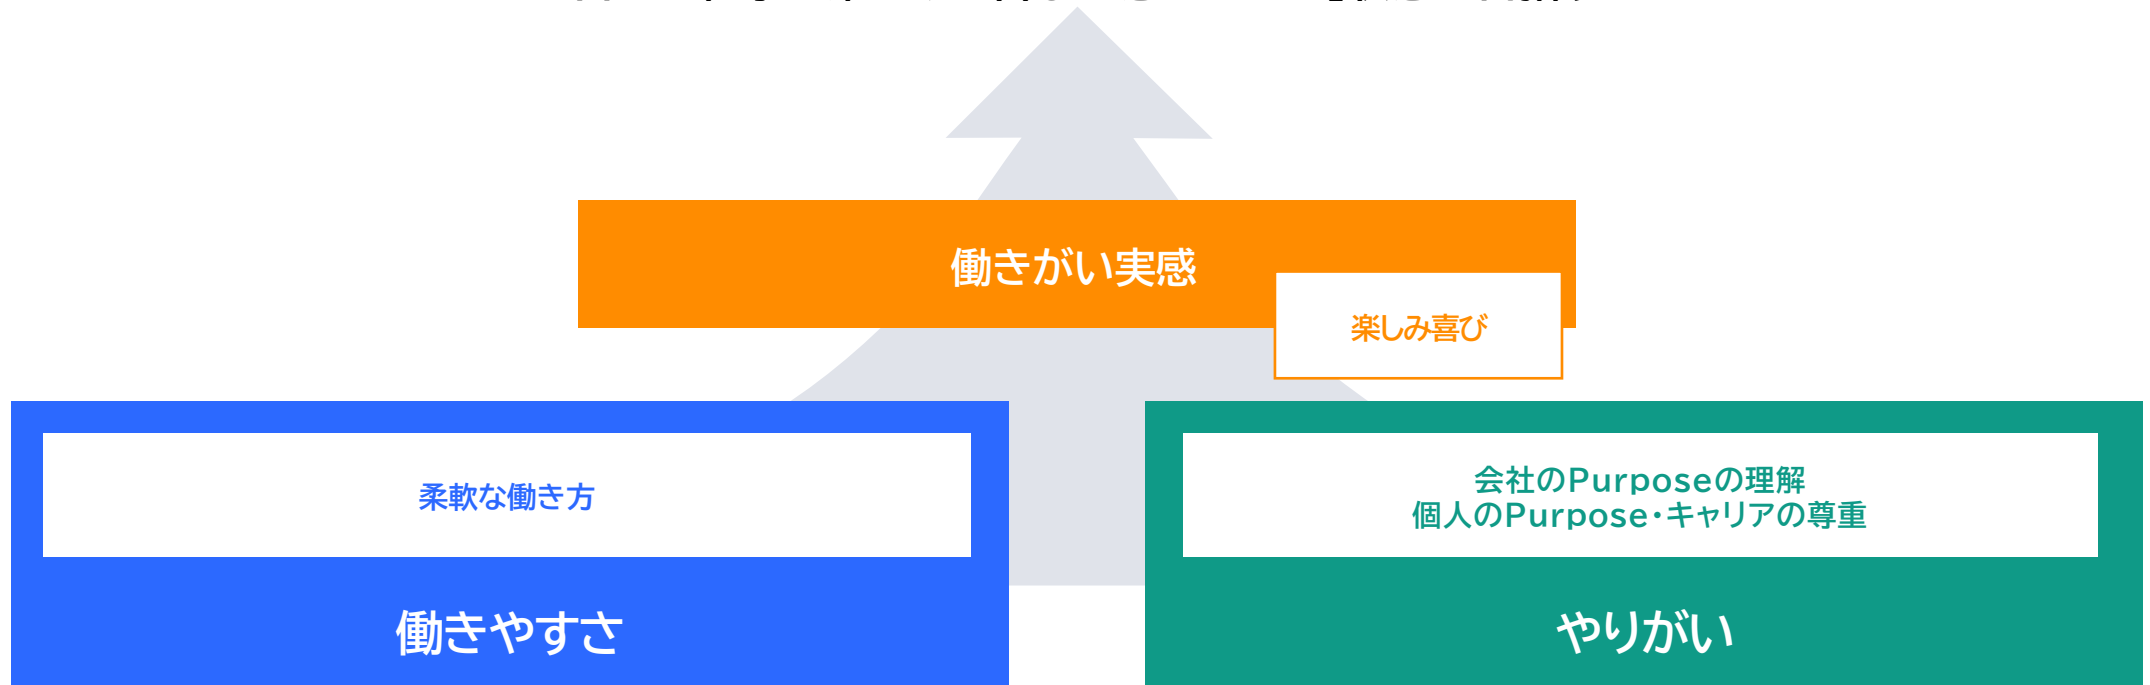 働きがい実感
楽しみ喜び
柔軟な働き方
会社のPurposeの理解
個人のPurpose・キャリアの尊重
働きやすさ
やりがい